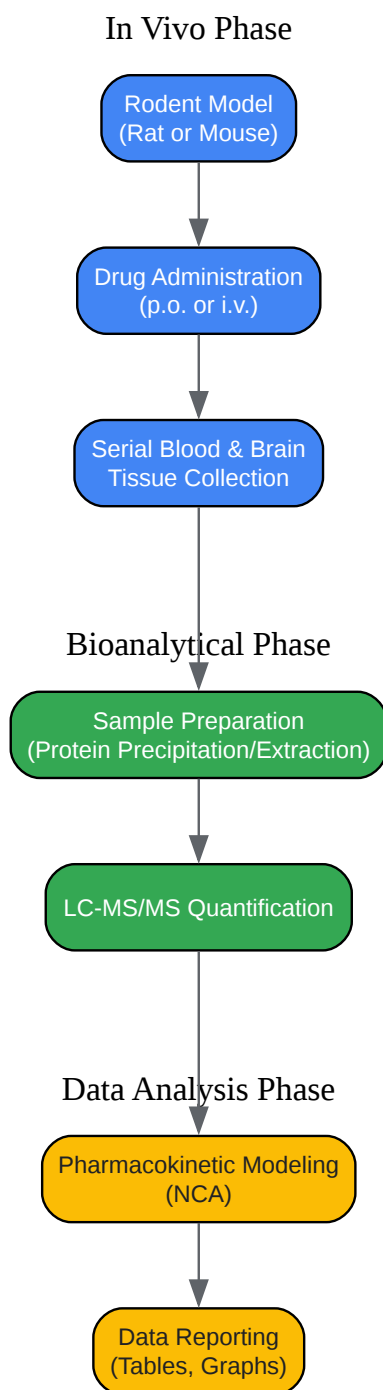 In Vivo Phase
Rodent Model
(Rat or Mouse)
Drug Administration
(p.o. or i.v.)
Serial Blood & Brain
Tissue Collection
Bioanalytical Phase
Sample Preparation
(Protein Precipitation/Extraction)
LC-MS/MS Quantification
Data Analysis Phase
Pharmacokinetic Modeling
(NCA)
Data Reporting
(Tables, Graphs)